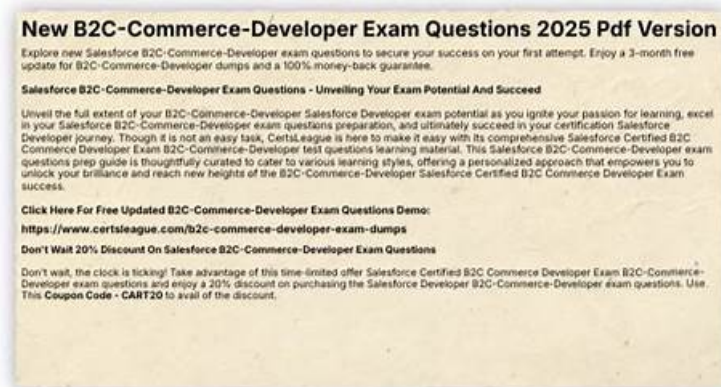 New B2C-Commerce-Developer Exam Questions 2025 Pdf Version
Explore new Salesforce B2C-Commerce-Developer exam questions to secure your success on your first attempt. Enjoy a 3-month free
update for B2C-Commerce-Developer dumps and a 100% money-back guarantee.
Salesforce B2C-Commerce-Developer Exam Questions - Unveiling Your Exam Potential And Succeed
Unveil the full extent of your B2C-Commerce-Developer Salesforce Developer exam potential as you ignite your passion for learning, excel
in your Salesforce B2C-Commerce-Developer exam questions preparation, and ultimately succeed in your certification Salesforce
Developer journey. Though it is not an easy task, CertsLeague is here to make it easy with its comprehensive Salesforce Certified B2C
Commerce Developer Exam B2C-Commerce-Developer test questions learning material. This Salesforce B2C-Commerce-Developer exam
questions prep guide is thoughtfully curated to cater to various learning styles, offering a personalized approach that empowers you to
unlock your brilliance and reach new heights of the B2C-Commerce-Developer Salesforce Certified B2C Commerce Developer Exam
success.
Click Here For Free Updated B2C-Commerce-Developer Exam Questions Demo:
https://www.certsleague.com/b2c-commerce-developer-exam-dumps
Don't Wait 20% Discount On Salesforce B2C-Commerce-Developer Exam Questions
Don't wait, the clock is ticking! Take advantage of this time-limited offer Salesforce Certified B2C Commerce Developer Exam B2C-Commerce-
Developer exam questions and enjoy a 20% discount on purchasing the Salesforce Developer B2C-Commerce-Developer exam questions. Use
This Coupon Code - CART20 to avail of the discount.